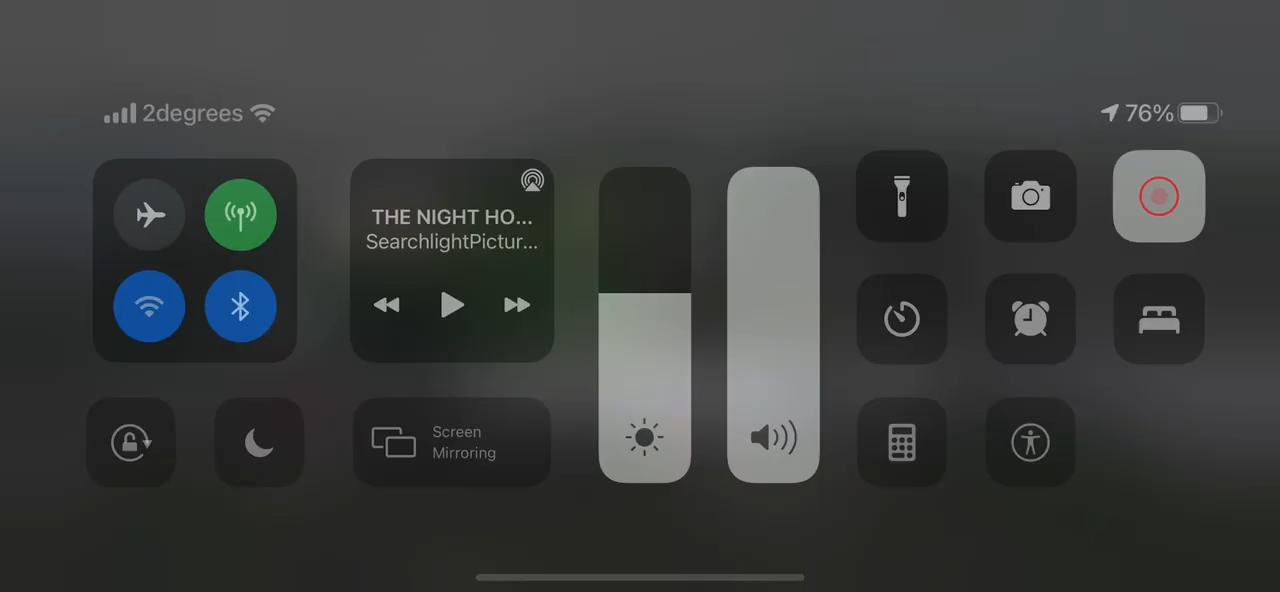 2degrees
76%
THE NIGHT HO...
SearchlightPictur...
Screen
Mirroring